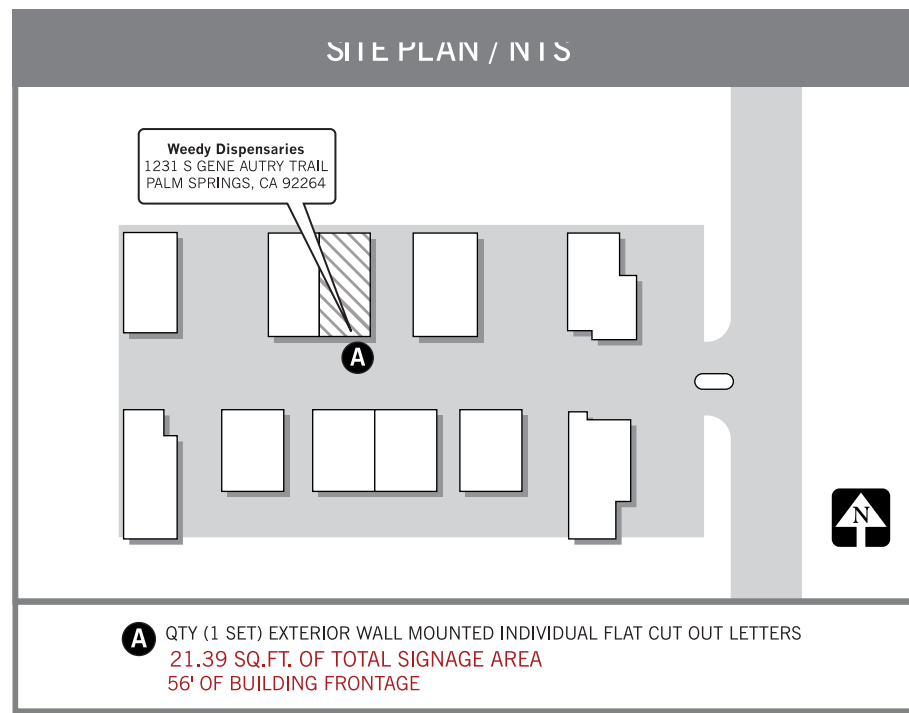 SITE PLAN / NTS
Weedy Dispensaries
1231 S GENE AUTRY TRAIL
PALM SPRINGS, CA 92264
A
N
A QTY (1 SET) EXTERIOR WALL MOUNTED INDIVIDUAL FLAT CUT OUT LETTERS
21.39 SQ.FT. OF TOTAL SIGNAGE AREA
56' OF BUILDING FRONTAGE